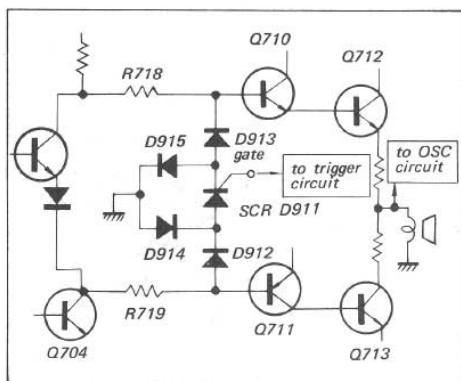 Q710
Q712
R718
D915
D913
gate
to trigger
circuit
to OSC
circuit
SCR D911
D914
D912
R719
Q711
Q704
Q713